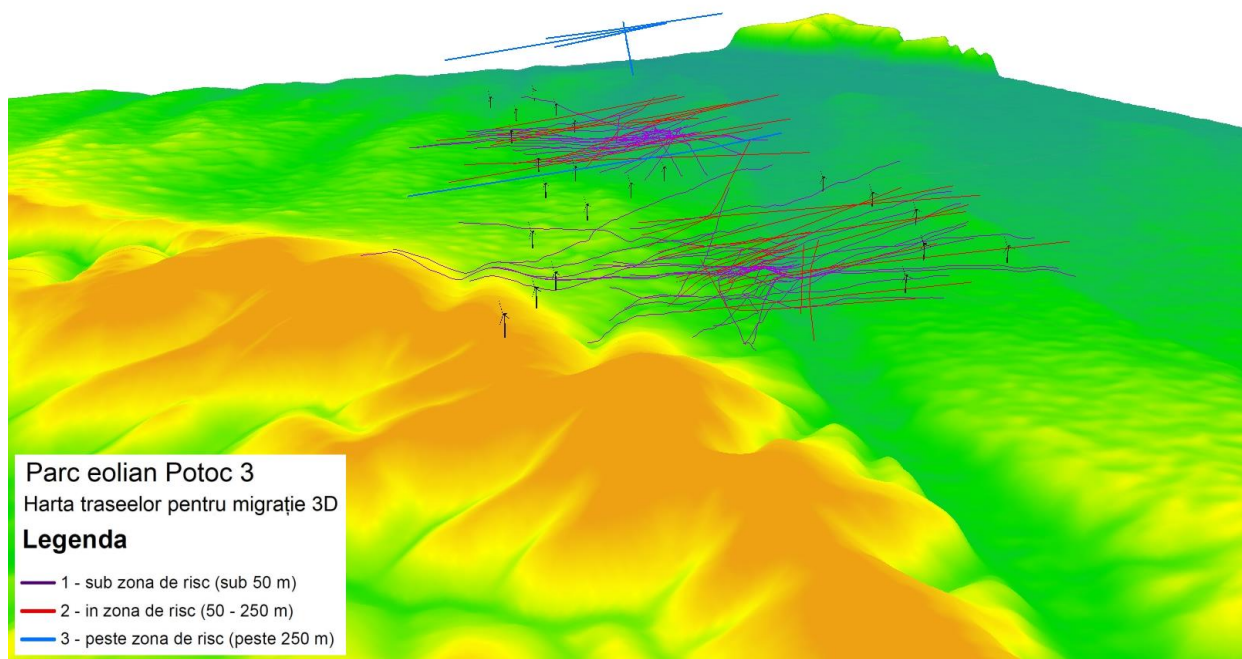 Parc eolian Potoc 3
Harta traseelor pentru migrație 3D
Legenda
1 - sub zona de risc (sub 50 m)
2 - in zona de risc (50 - 250 m)
3 - peste zona de risc (peste 250 m)